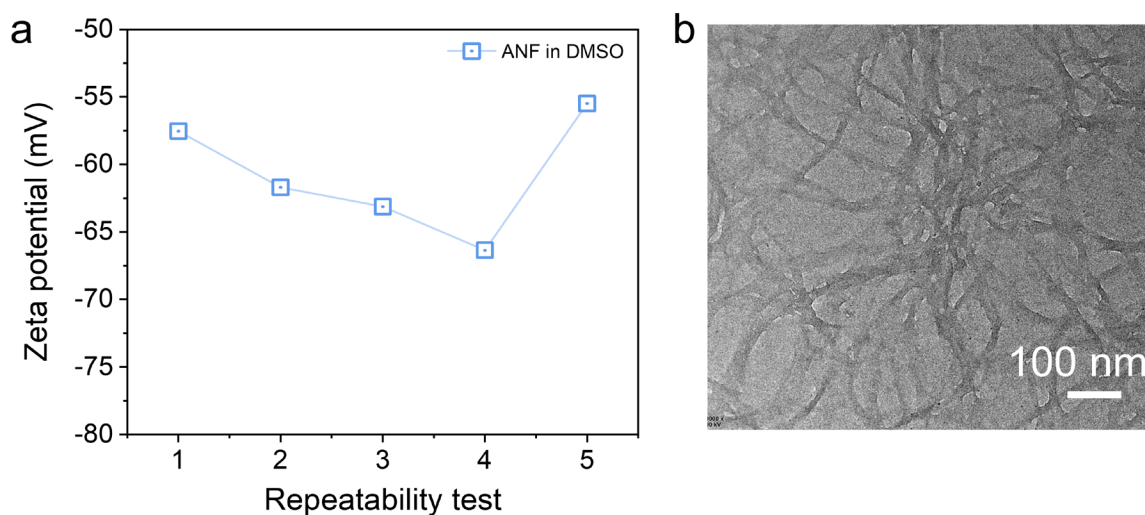 a
-50
-55
-60
-65
-70
-75
-80
Zeta potential (mV)
ANF in DMSO
1 2 3 4 5
Repeatability test
b
100 nm